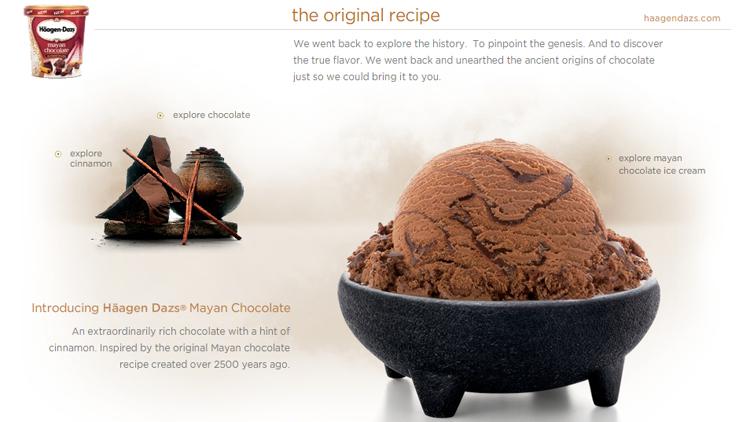 NEW NEW NEW
Häagen-Dazs
mayan
chocolate
the original recipe
haagendazs.com
We went back to explore the history. To pinpoint the genesis. And to discover
the true flavor. We went back and unearthed the ancient origins of chocolate
just so we could bring it to you.
explore chocolate
explore
cinnamon
explore mayan
chocolate ice cream
Introducing Häagen Dazs® Mayan Chocolate
An extraordinarily rich chocolate with a hint of
cinnamon. Inspired by the original Mayan chocolate
recipe created over 2500 years ago.